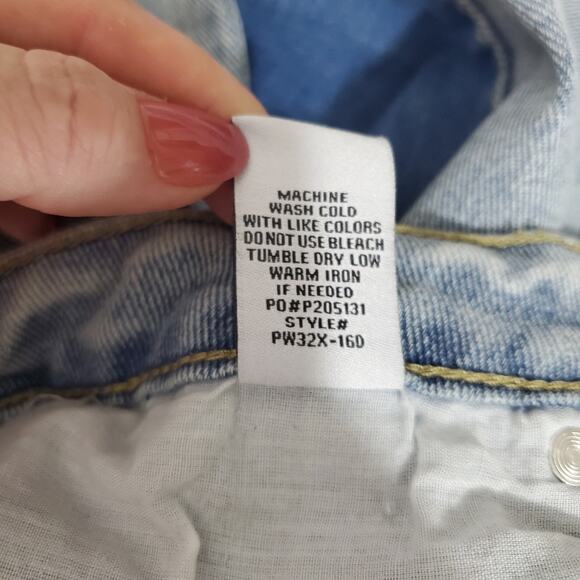 MACHINE
WASH COLD
WITH LIKE COLORS
DO NOT USE BLEACH
TUMBLE DRY LOW
WARM IRON
IF NEEDED
PO#P205131
STYLE#
PW32X-16D